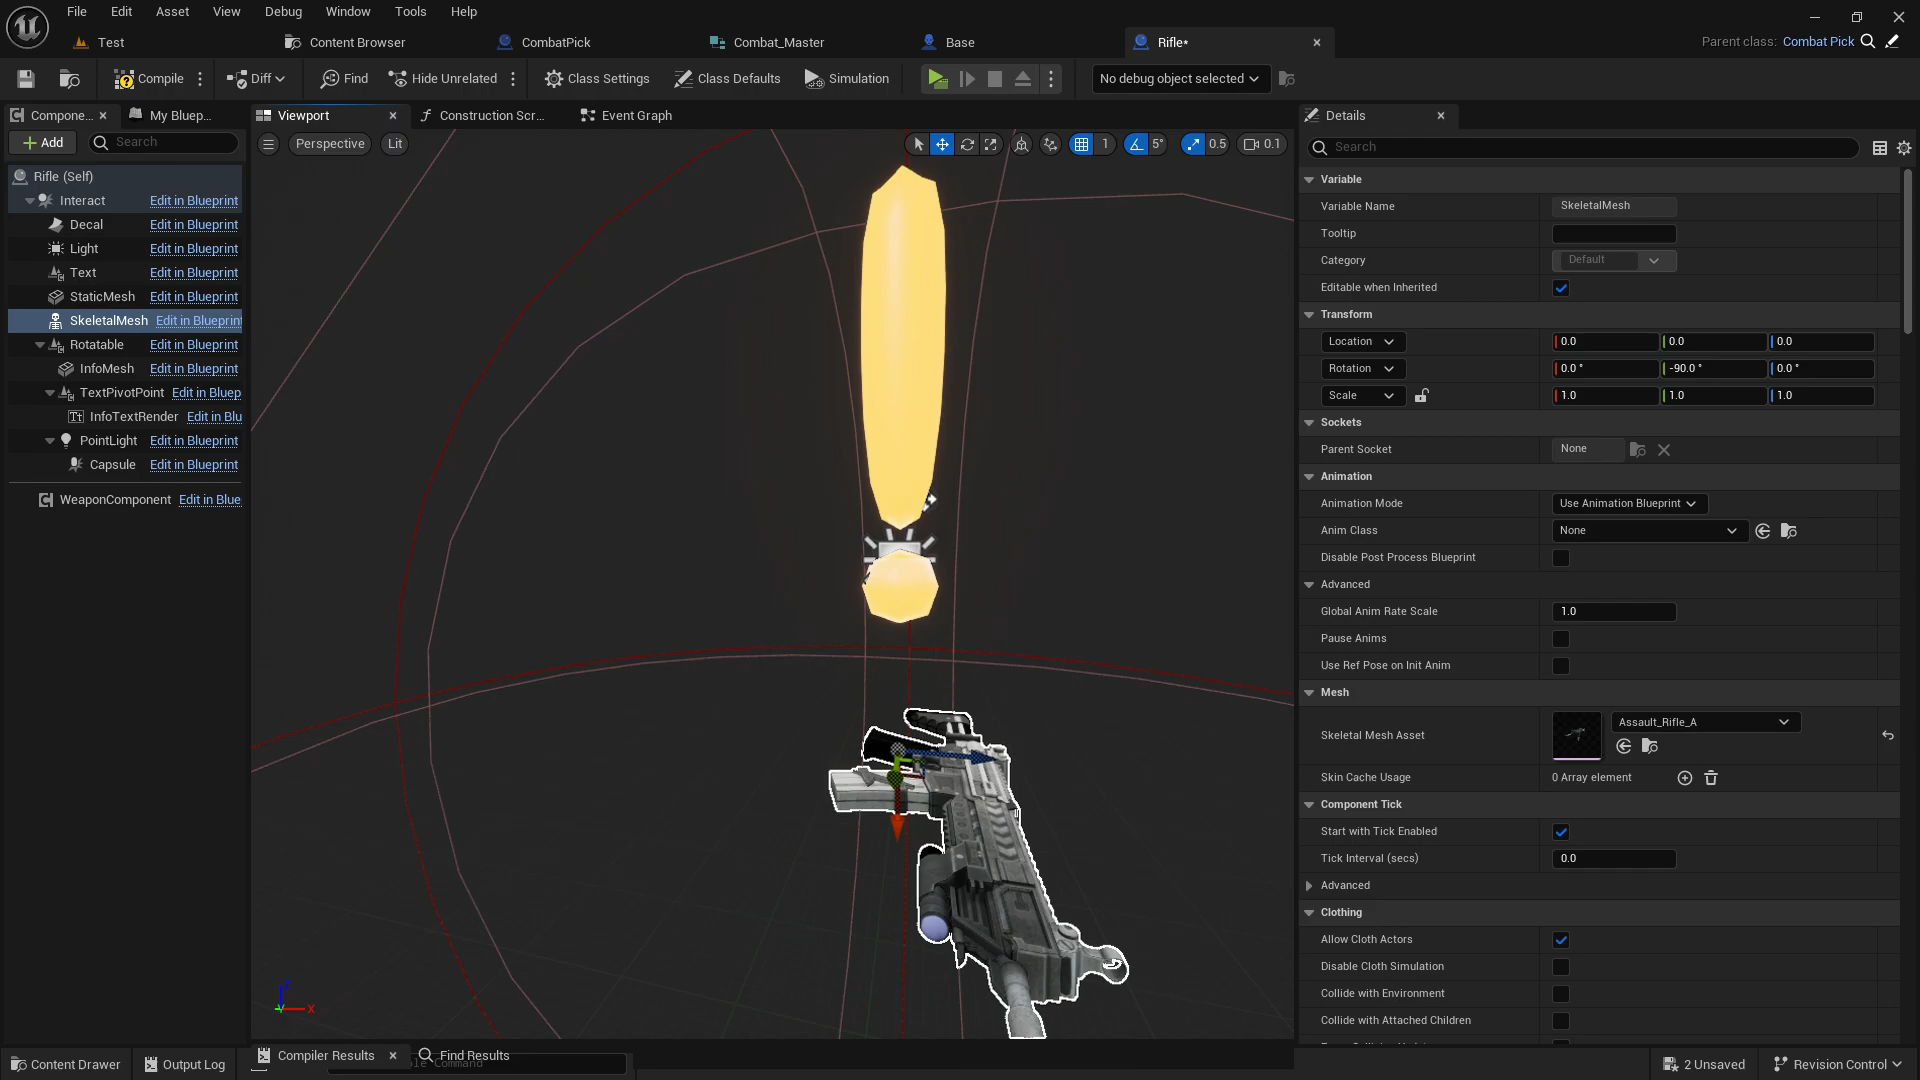 File Edit Asset View Debug Window Tools Help
Test Content Browser CombatPick Combat_Master Base Rifle* Parent class: Combat Pick
Compile Diff Find Hide Unrelated Class Settings Class Defaults Simulation No debug object selected
Compone... My Bluep... Viewport Construction Scr... Event Graph Details
Add Search Perspective Lit 1 5° 0.5 0.1 Search
Rifle (Self)
Interact Edit in Blueprint
Decal Edit in Blueprint
Light Edit in Blueprint
Text Edit in Blueprint
StaticMesh Edit in Blueprint
SkeletalMesh Edit in Blueprint
Rotatable Edit in Blueprint
InfoMesh Edit in Blueprint
TextPivotPoint Edit in Bluep
InfoTextRender Edit in Blu
PointLight Edit in Blueprint
Capsule Edit in Blueprint
WeaponComponent Edit in Blue
Z
Y X
Variable
Variable Name SkeletalMesh
Tooltip
Category Default
Editable when Inherited
Transform
Location 0.0 0.0 0.0
Rotation 0.0 ° -90.0 ° 0.0 °
Scale 1.0 1.0 1.0
Sockets
Parent Socket None
Animation
Animation Mode Use Animation Blueprint
Anim Class None
Disable Post Process Blueprint
Advanced
Global Anim Rate Scale 1.0
Pause Anims
Use Ref Pose on Init Anim
Mesh
Skeletal Mesh Asset Assault_Rifle_A
Skin Cache Usage 0 Array element
Component Tick
Start with Tick Enabled
Tick Interval (secs) 0.0
Advanced
Clothing
Allow Cloth Actors
Disable Cloth Simulation
Collide with Environment
Collide with Attached Children
Compiler Results Find Results
Content Drawer Output Log Command 2 Unsaved Revision Control